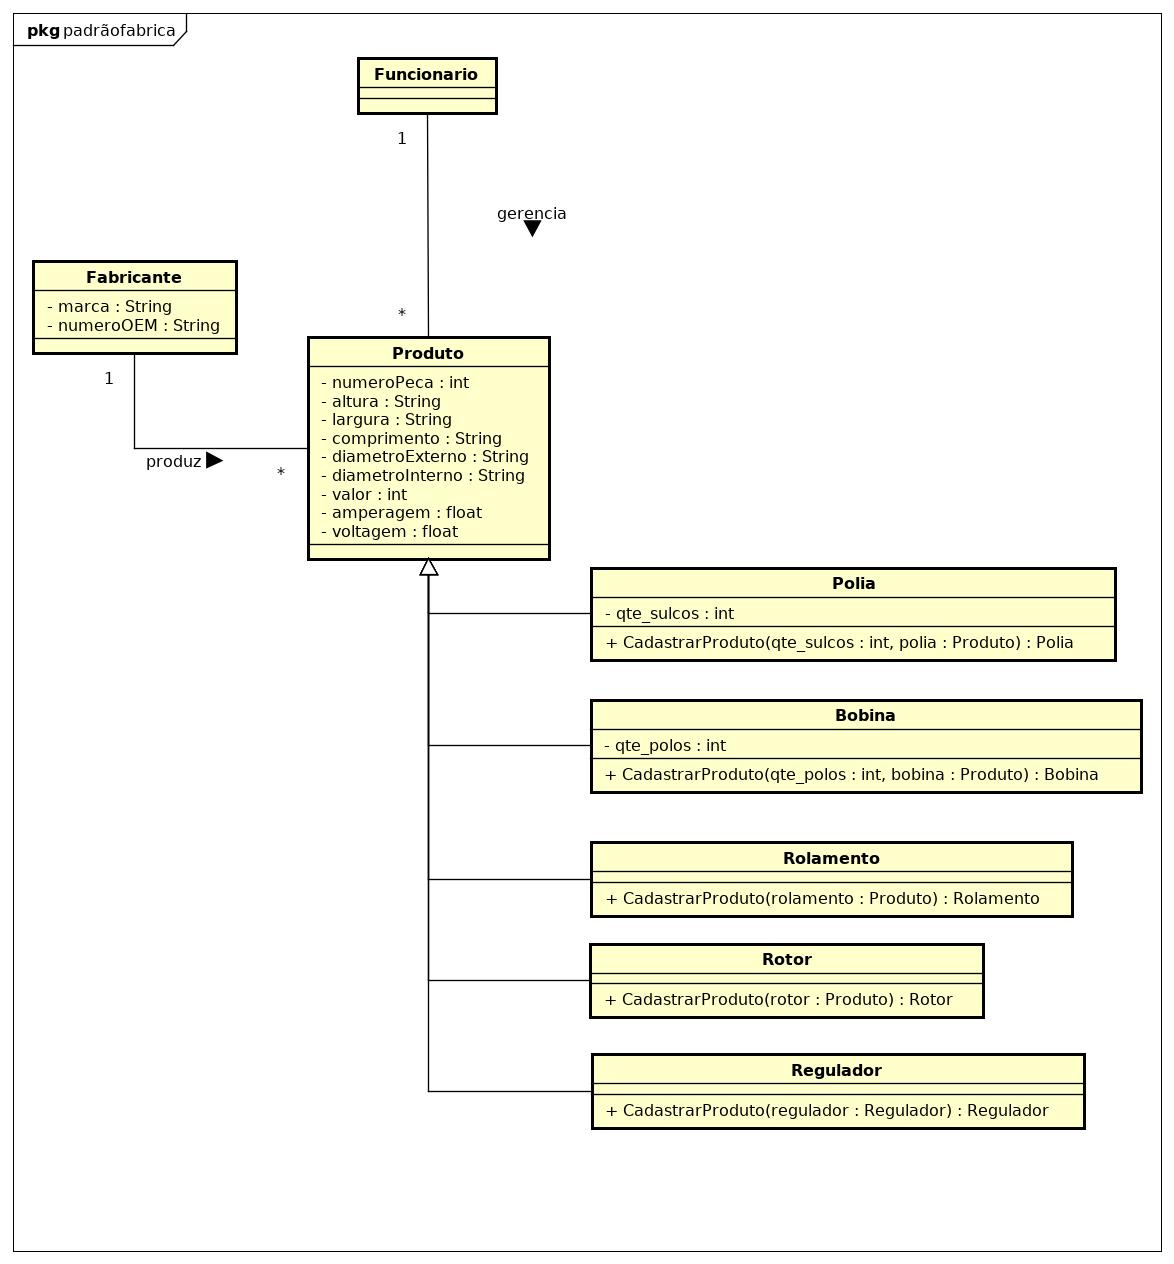 pkg padrãofabrica
Funcionario
1
gerencia
*
Fabricante
- marca : String
- numeroOEM : String
1
produz
*
Produto
- numeroPeca : int
- altura : String
- largura : String
- comprimento : String
- diametroExterno : String
- diametroInterno : String
- valor : int
- amperagem : float
- voltagem : float
Polia
- qte_sulcos : int
+ CadastrarProduto(qte_sulcos : int, polia : Produto) : Polia
Bobina
- qte_polos : int
+ CadastrarProduto(qte_polos : int, bobina : Produto) : Bobina
Rolamento
+ CadastrarProduto(rolamento : Produto) : Rolamento
Rotor
+ CadastrarProduto(rotor : Produto) : Rotor
Regulador
+ CadastrarProduto(regulador : Regulador) : Regulador